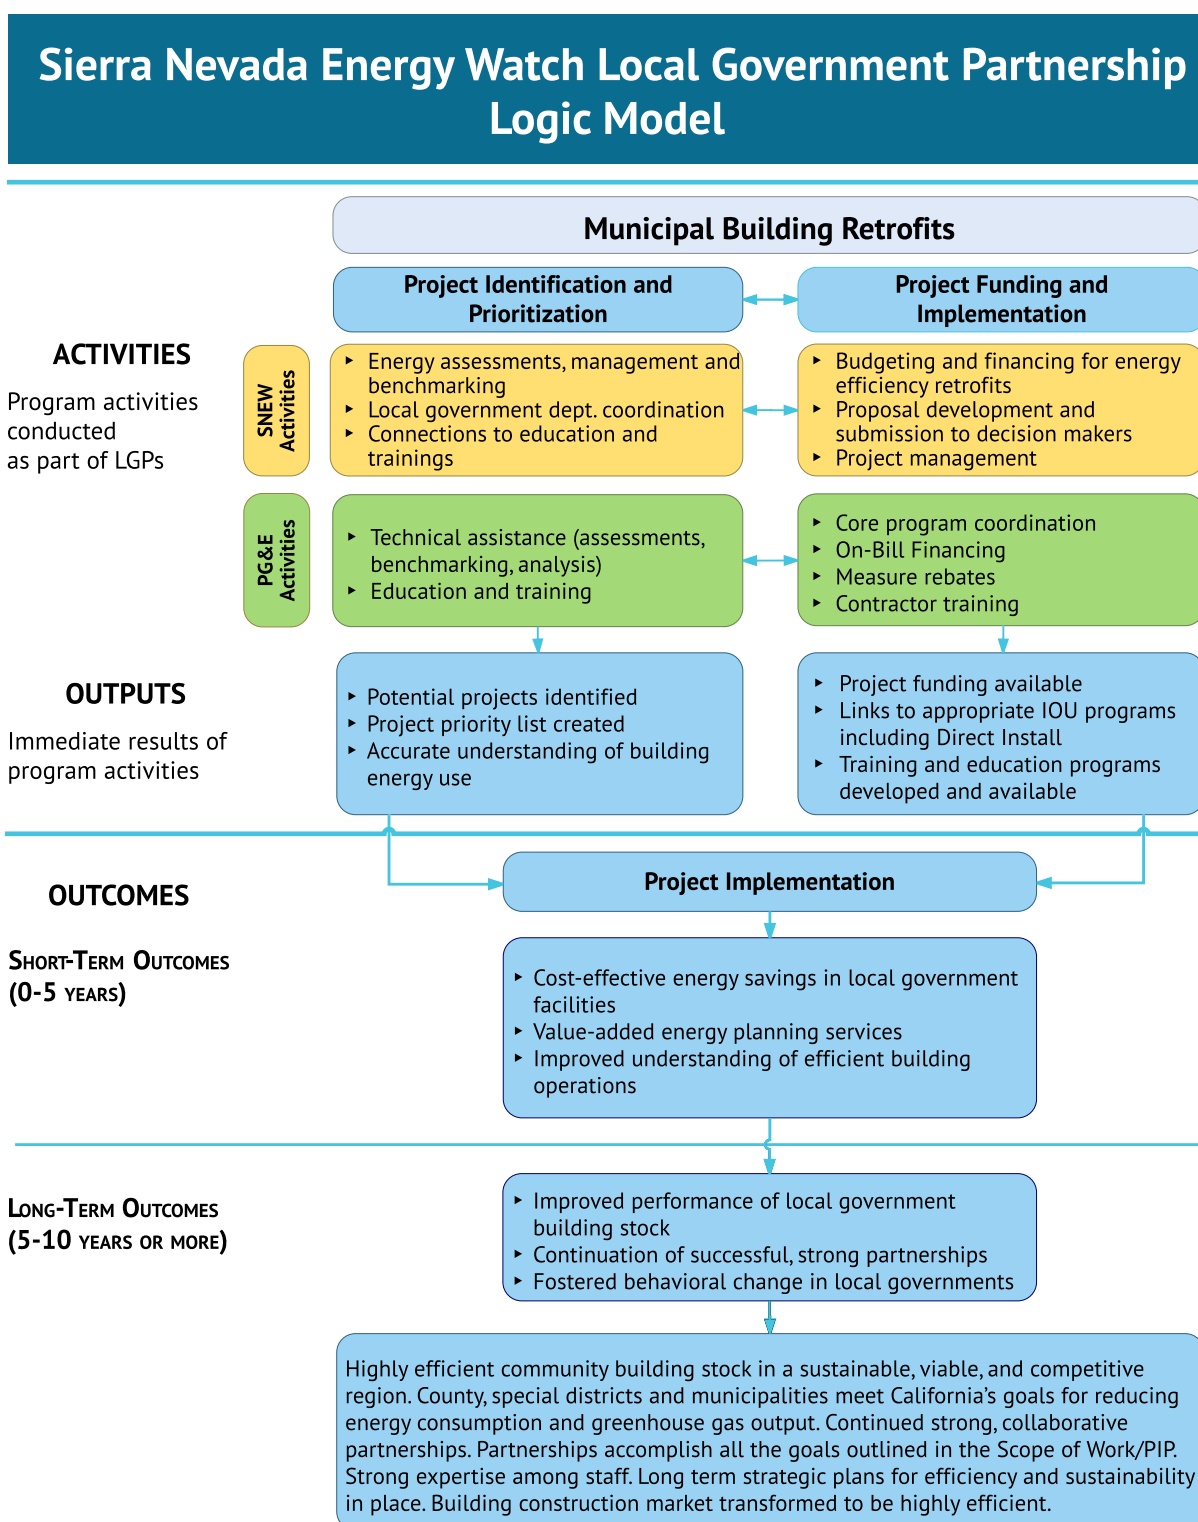 Sierra Nevada Energy Watch Local Government Partnership
Logic Model
Municipal Building Retrofits
Project Identification and
Prioritization
Project Funding and
Implementation
ACTIVITIES
Program activities
conducted
as part of LGPs
SNEW
Activities
‣ Energy assessments, management and
benchmarking
‣ Local government dept. coordination
‣ Connections to education and
trainings
‣ Budgeting and financing for energy
efficiency retrofits
‣ Proposal development and
submission to decision makers
‣ Project management
PG&E
Activities
‣ Technical assistance (assessments,
benchmarking, analysis)
‣ Education and training
‣ Core program coordination
‣ On-Bill Financing
‣ Measure rebates
‣ Contractor training
OUTPUTS
Immediate results of
program activities
‣ Potential projects identified
‣ Project priority list created
‣ Accurate understanding of building
energy use
‣ Project funding available
‣ Links to appropriate IOU programs
including Direct Install
‣ Training and education programs
developed and available
OUTCOMES
Project Implementation
Short-Term Outcomes
(0-5 years)
‣ Cost-effective energy savings in local government
facilities
‣ Value-added energy planning services
‣ Improved understanding of efficient building
operations
Long-Term Outcomes
(5-10 years or more)
‣ Improved performance of local government
building stock
‣ Continuation of successful, strong partnerships
‣ Fostered behavioral change in local governments
Highly efficient community building stock in a sustainable, viable, and competitive
region. County, special districts and municipalities meet California's goals for reducing
energy consumption and greenhouse gas output. Continued strong, collaborative
partnerships. Partnerships accomplish all the goals outlined in the Scope of Work/PIP.
Strong expertise among staff. Long term strategic plans for efficiency and sustainability
in place. Building construction market transformed to be highly efficient.